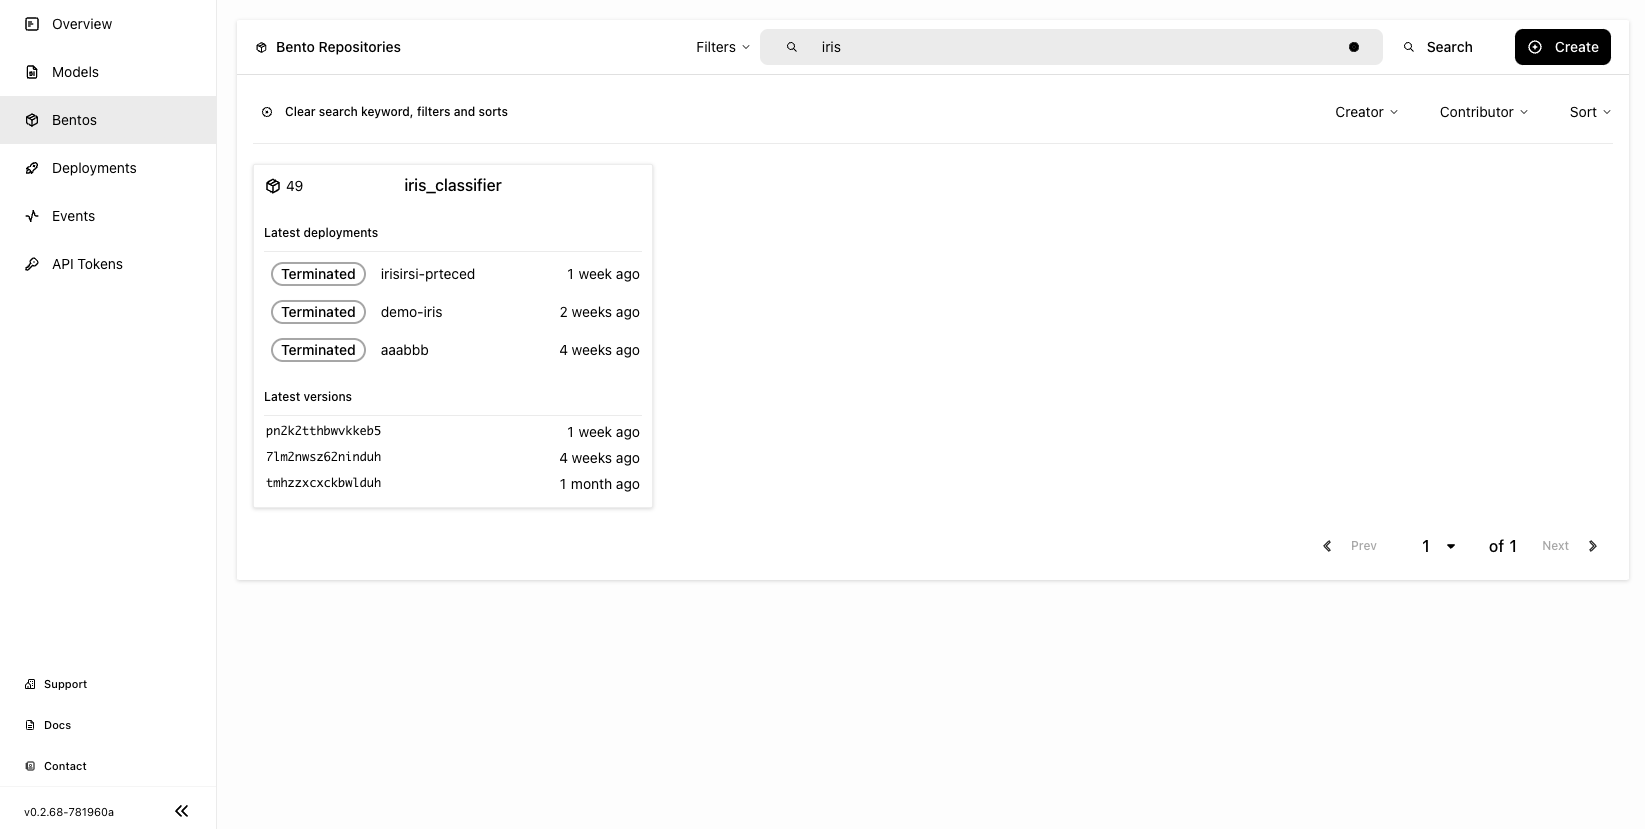 Overview
Models
Bentos
Deployments
Events
API Tokens
Support
Docs
Contact
v0.2.68-781960a
Bento Repositories
Filters
iris
Search
Create
Clear search keyword, filters and sorts
Creator
Contributor
Sort
49 iris_classifier
Latest deployments
Terminated irisirsi-prteced 1 week ago
Terminated demo-iris 2 weeks ago
Terminated aaabbb 4 weeks ago
Latest versions
pn2k2tthbwvkkeb5 1 week ago
7lm2nwsz62ninduh 4 weeks ago
tmhzzxcxckbwlduh 1 month ago
Prev 1 of 1 Next